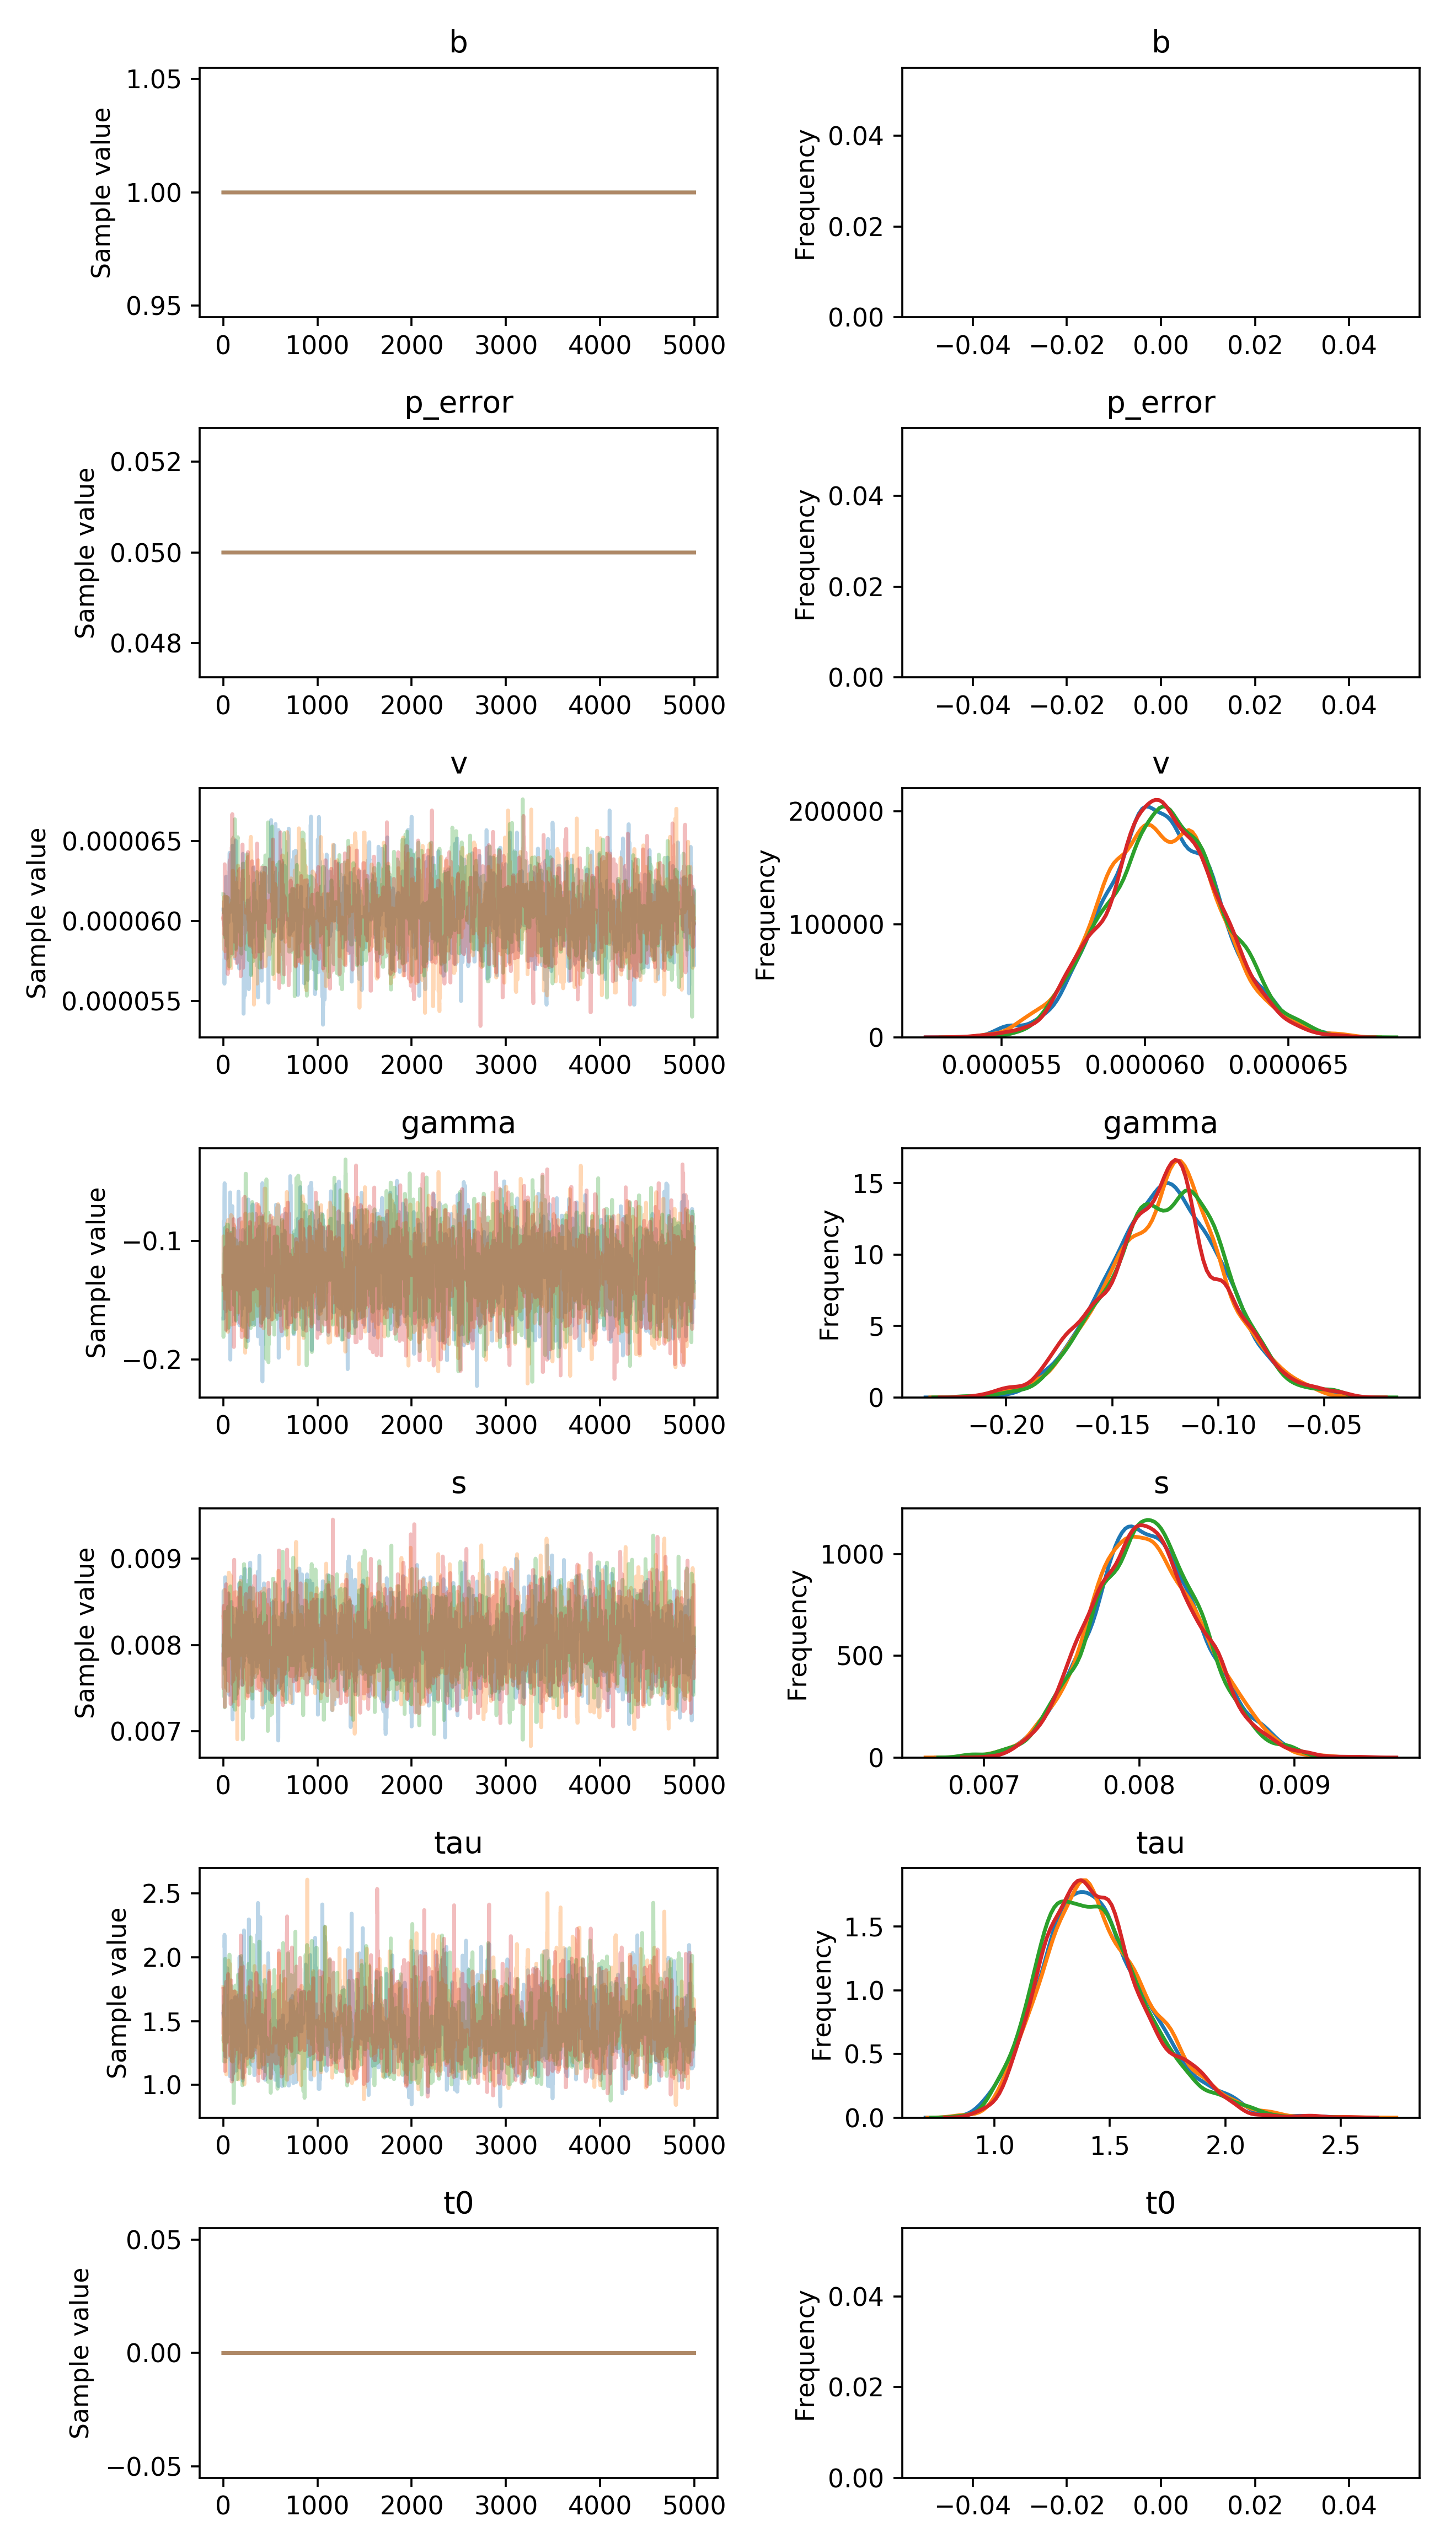 b
Sample value
1.05
1.00
0.95
0 1000 2000 3000 4000 5000
b
Frequency
0.04
0.02
0.00
−0.04 −0.02 0.00 0.02 0.04
p_error
Sample value
0.052
0.050
0.048
0 1000 2000 3000 4000 5000
p_error
Frequency
0.04
0.02
0.00
−0.04 −0.02 0.00 0.02 0.04
v
Sample value
0.000065
0.000060
0.000055
0 1000 2000 3000 4000 5000
v
Frequency
200000
100000
0
0.000055 0.000060 0.000065
gamma
Sample value
−0.1
−0.2
0 1000 2000 3000 4000 5000
gamma
Frequency
15
10
5
0
−0.20 −0.15 −0.10 −0.05
s
Sample value
0.009
0.008
0.007
0 1000 2000 3000 4000 5000
s
Frequency
1000
500
0
0.007 0.008 0.009
tau
Sample value
2.5
2.0
1.5
1.0
0 1000 2000 3000 4000 5000
tau
Frequency
1.5
1.0
0.5
0.0
1.0 1.5 2.0 2.5
t0
Sample value
0.05
0.00
−0.05
0 1000 2000 3000 4000 5000
t0
Frequency
0.04
0.02
0.00
−0.04 −0.02 0.00 0.02 0.04